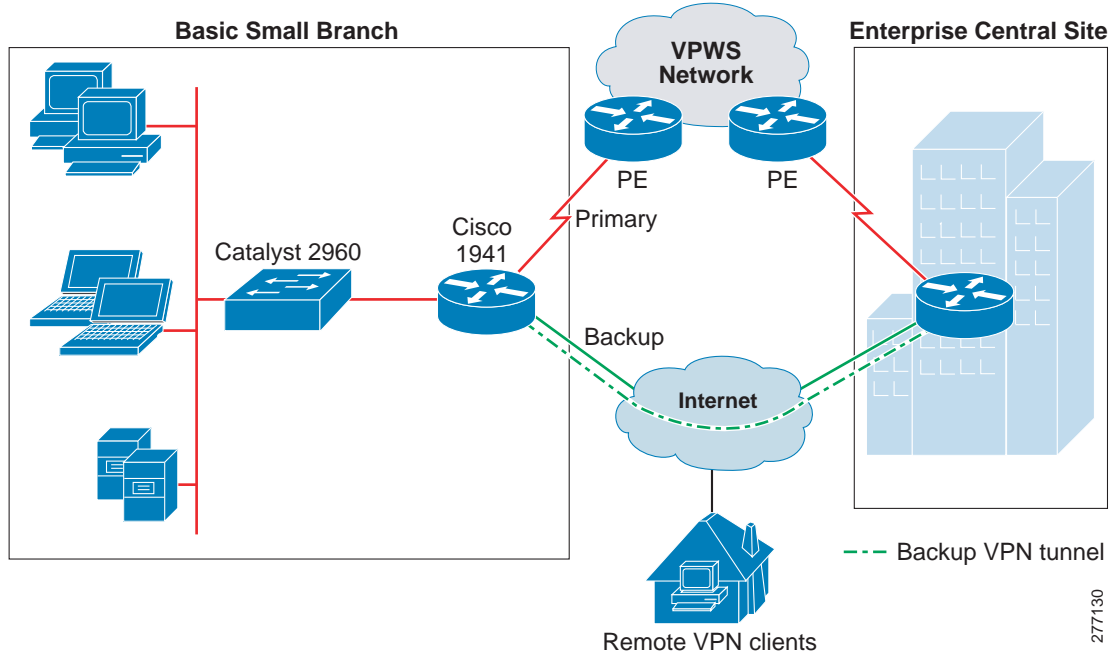 Basic Small Branch
Enterprise Central Site
VPWS
Network
PE
PE
Primary
Cisco
1941
Catalyst 2960
Backup
Internet
Backup VPN tunnel
Remote VPN clients
277130